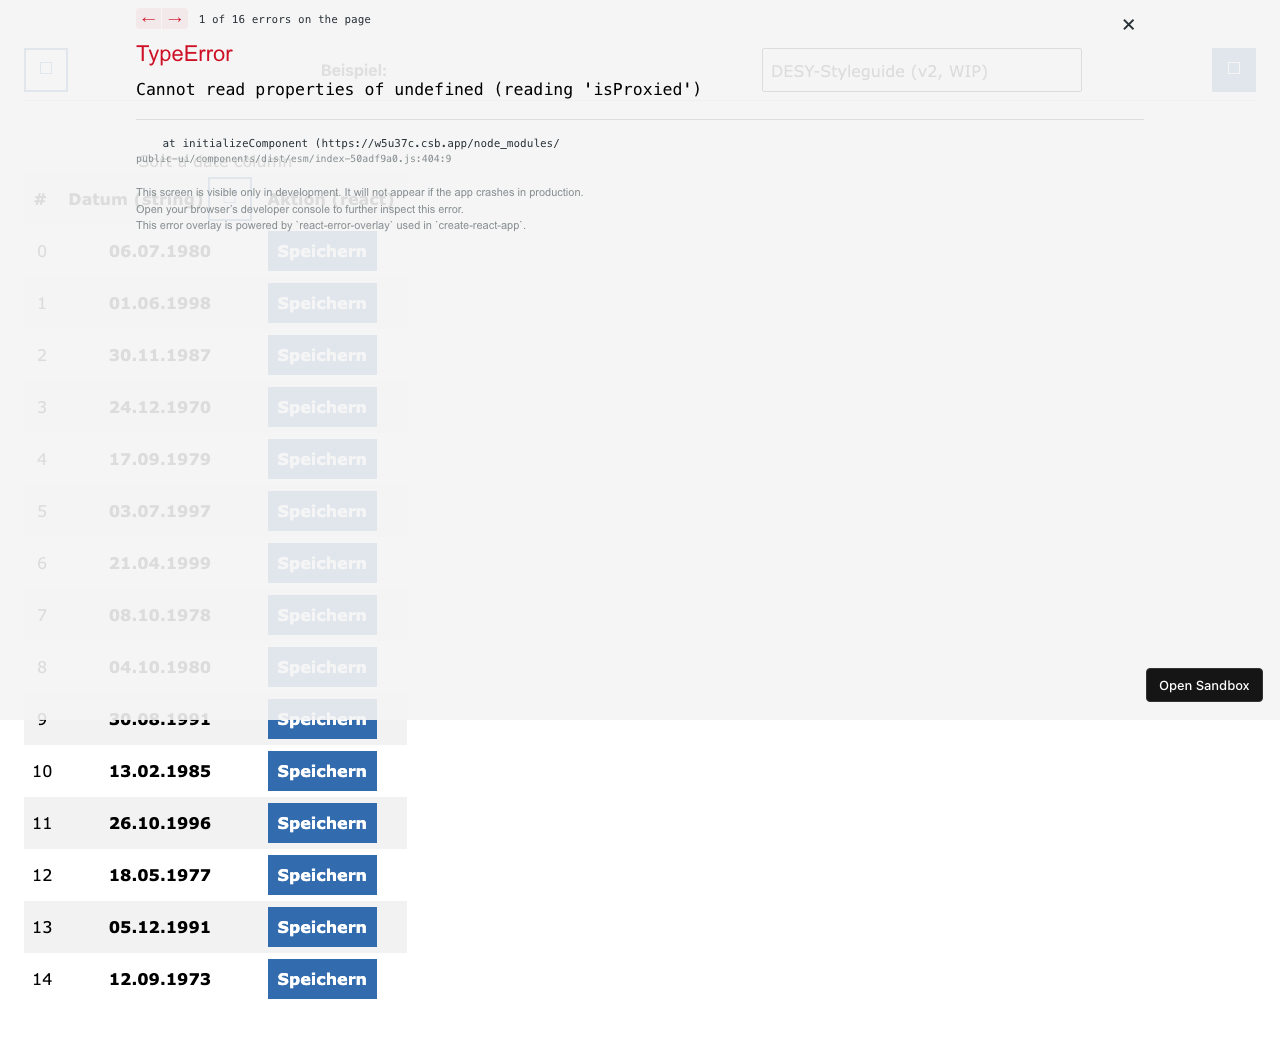 ← → 1 of 16 errors on the page
✕
TypeError
Beispiel:
DESY-Styleguide (v2, WIP)
Cannot read properties of undefined (reading 'isProxied')
at initializeComponent (https://w5u37c.csb.app/node_modules/
public-ui/components/dist/esm/index-50adf9a0.js:404:9
Sort a date column
This screen is visible only in development. It will not appear if the app crashes in production.
# Datum (string) Aktion (react)
Open your browser's developer console to further inspect this error.
This error overlay is powered by `react-error-overlay` used in `create-react-app`.
0 06.07.1980 Speichern
1 01.06.1998 Speichern
2 30.11.1987 Speichern
3 24.12.1970 Speichern
4 17.09.1979 Speichern
5 03.07.1997 Speichern
6 21.04.1999 Speichern
7 08.10.1978 Speichern
8 04.10.1980 Speichern
Open Sandbox
9 30.08.1991 Speichern
10 13.02.1985 Speichern
11 26.10.1996 Speichern
12 18.05.1977 Speichern
13 05.12.1991 Speichern
14 12.09.1973 Speichern